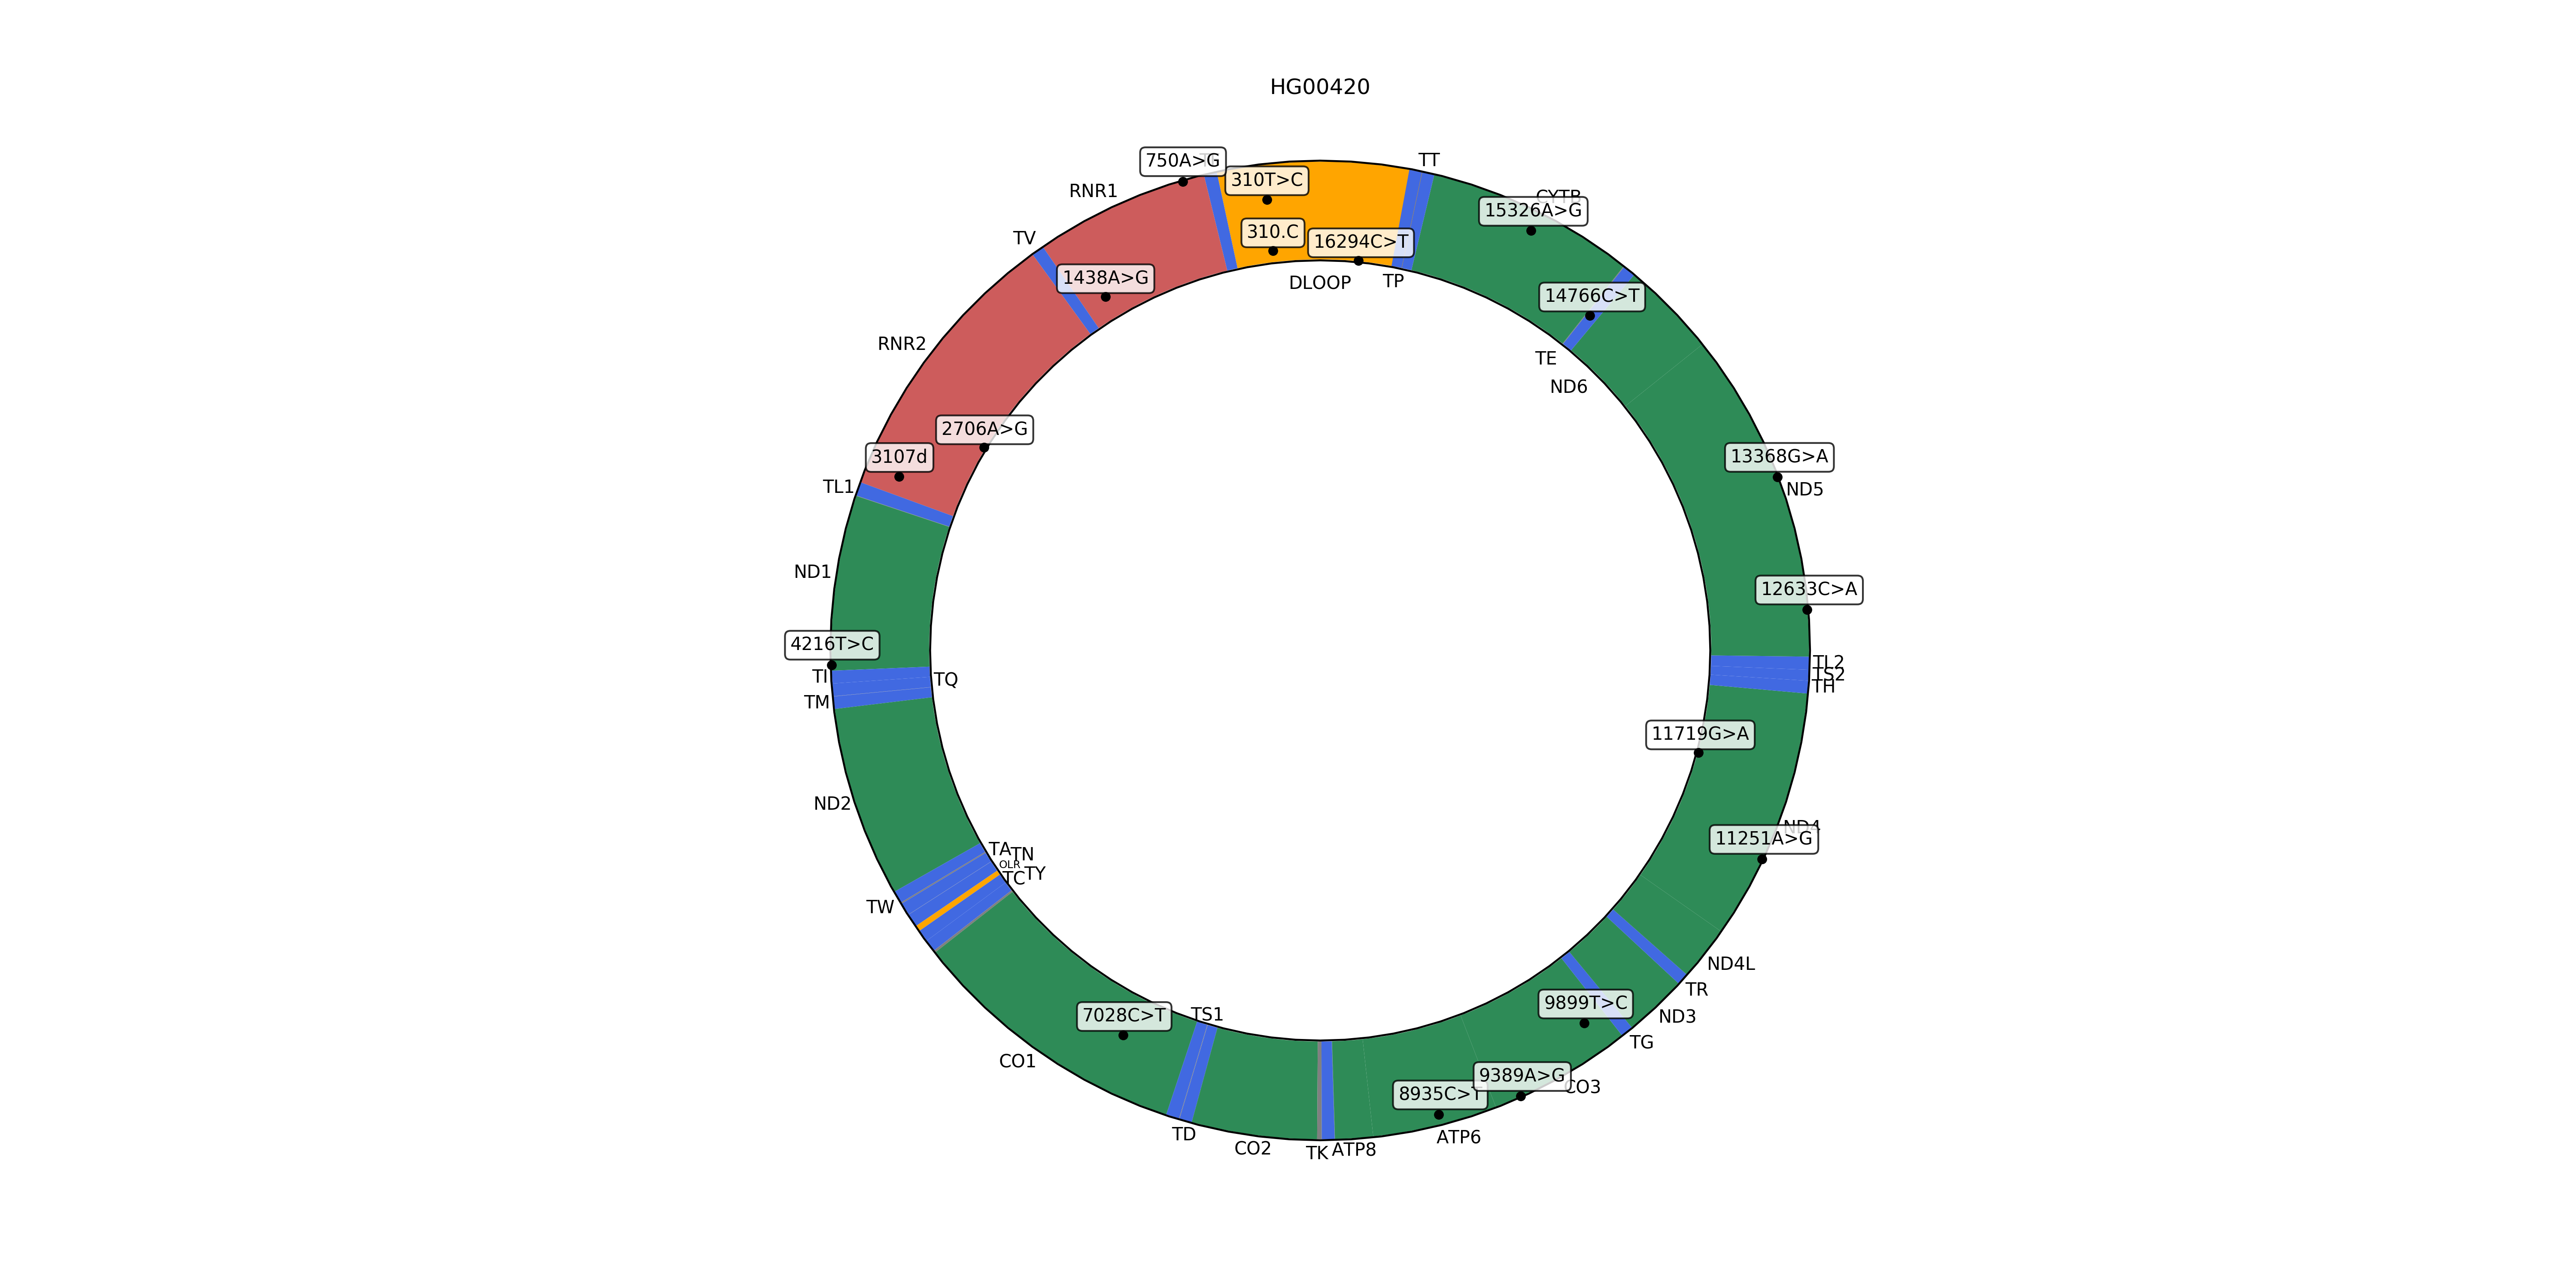 HG00420
750A>G
TT
310T>C
RNR1
CYTB
15326A>G
TV
310.C
16294C>T
1438A>G
DLOOP
TP
14766C>T
RNR2
TE
ND6
2706A>G
3107d
13368G>A
TL1
ND5
ND1
12633C>A
4216T>C
TI
TQ
TL2
TS2
TH
TM
11719G>A
ND2
ND4
11251A>G
TA
TN
OLR
TY
TC
TW
ND4L
TR
9899T>C
7028C>T
TS1
ND3
TG
CO1
9389A>G
CO3
8935C>T
TD
ATP6
CO2
TK
ATP8